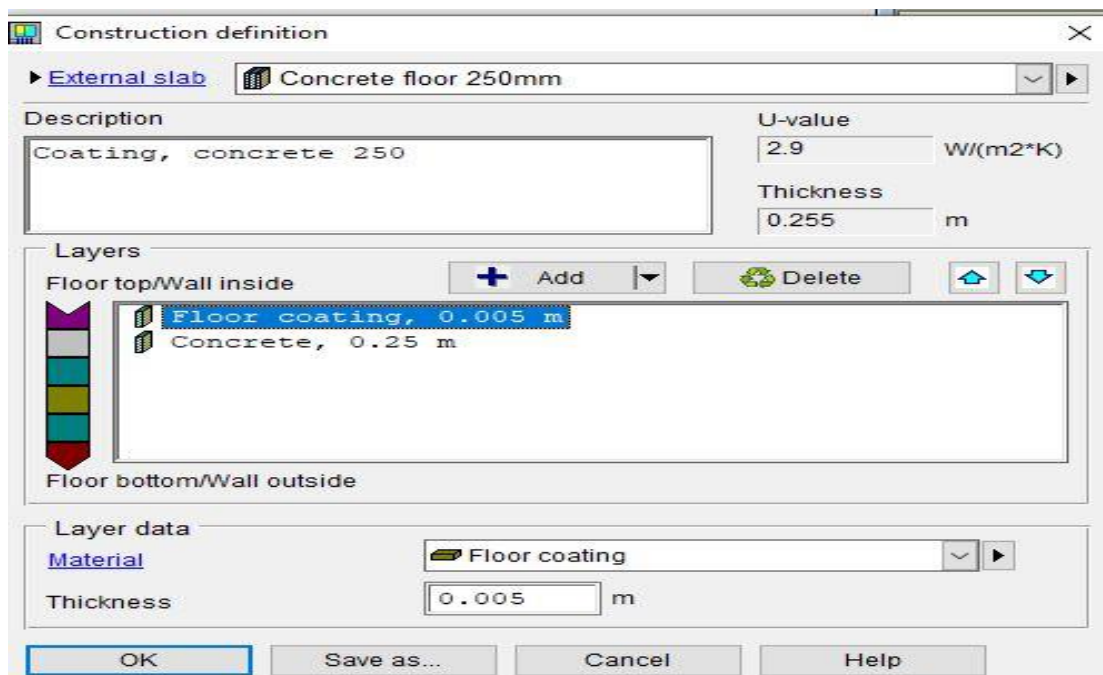 Construction definition
External slab Concrete floor 250mm
Description
U-value
Coating, concrete 250
2.9 W/(m2*K)
Thickness
0.255 m
Layers
Floor top/Wall inside
Add
Delete
Floor coating, 0.005 m
Concrete, 0.25 m
Floor bottom/Wall outside
Layer data
Material Floor coating
Thickness 0.005 m
OK Save as... Cancel Help